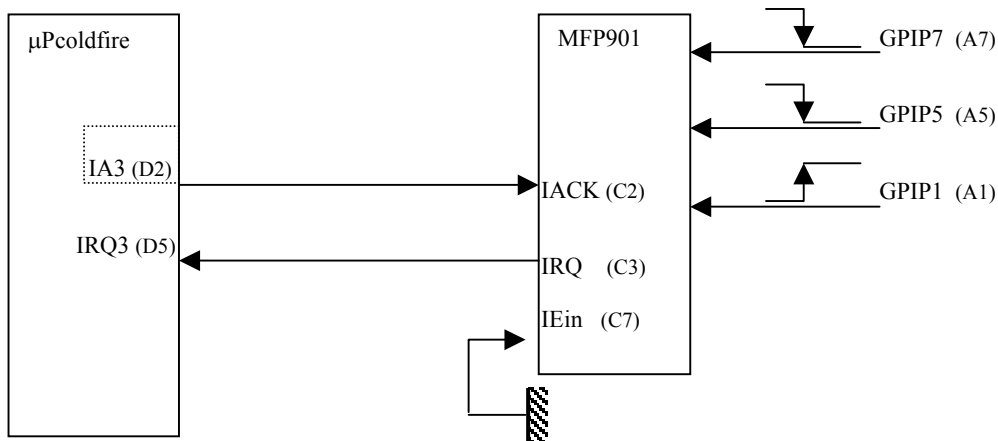 μPcoldfire
MFP901
GPIP7 (A7)
GPIP5 (A5)
IA3 (D2)
IACK (C2)
GPIP1 (A1)
IRQ3 (D5)
IRQ (C3)
IEin (C7)